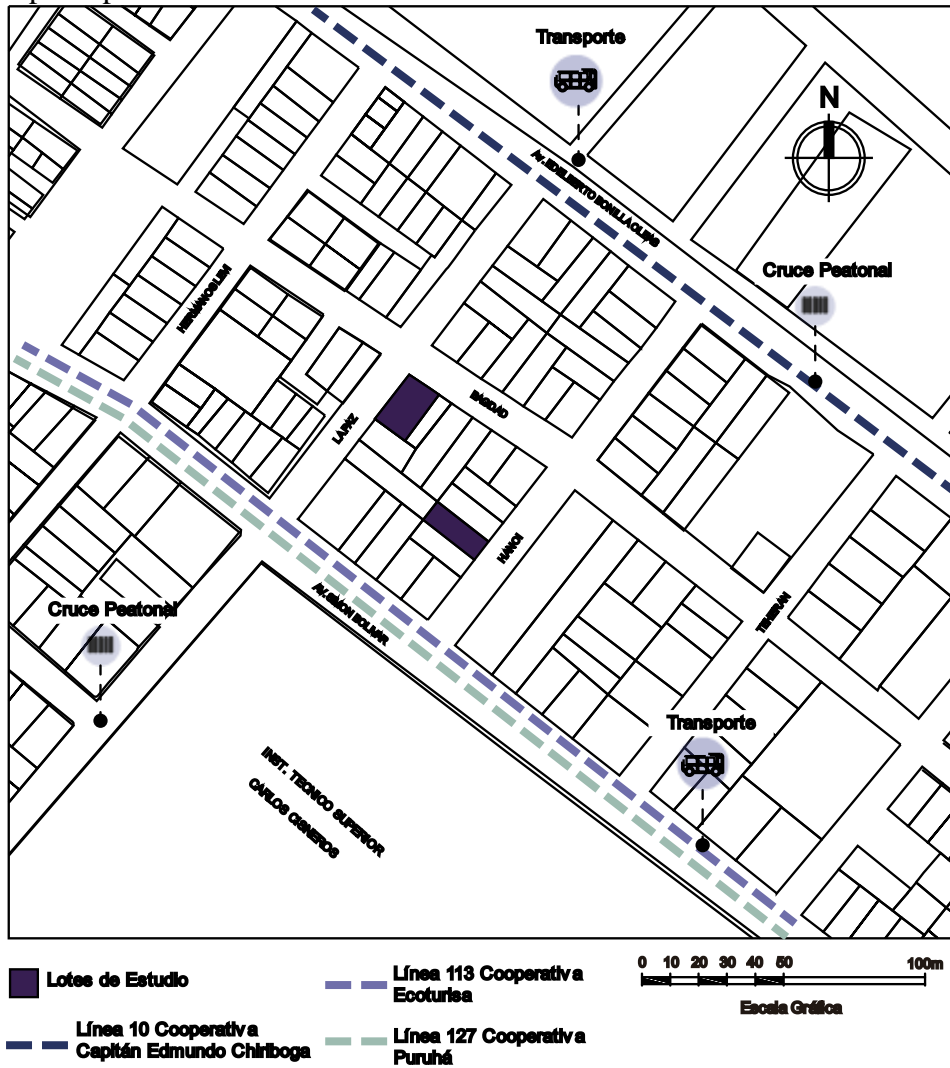 Transporte
N
Av. EDELBERTO BONILLA OLEAS
Cruce Peatonal
HERMANOS LEVI
BAGDAD
LA PAZ
HANOI
Cruce Peatonal
AV. SIMON BOLIVAR
TEHERAN
Transporte
INST. TECNICO SUPERIOR
CARLOS CISNEROS
Lotes de Estudio
Línea 10 Cooperativa
Capitán Edmundo Chiriboga
Línea 113 Cooperativa
Ecoturisa
Línea 127 Cooperativa
Puruhá
0 10 20 30 40 50 100m
Escala Gráfica